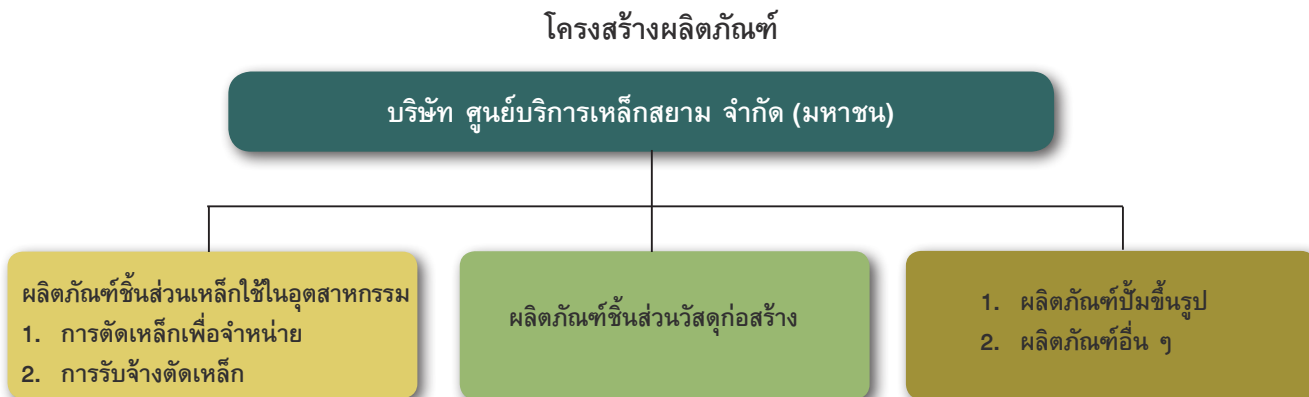 โครงสร้างผลิตภัณฑ์
บริษัท ศูนย์บริการเหล็กสยาม จำกัด (มหาชน)
ผลิตภัณฑ์ชิ้นส่วนเหล็กใช้ในอุตสาหกรรม
1. การตัดเหล็กเพื่อจำหน่าย
2. การรับจ้างตัดเหล็ก
ผลิตภัณฑ์ชิ้นส่วนวัสดุก่อสร้าง
1. ผลิตภัณฑ์ปั๊มขึ้นรูป
2. ผลิตภัณฑ์อื่น ๆ